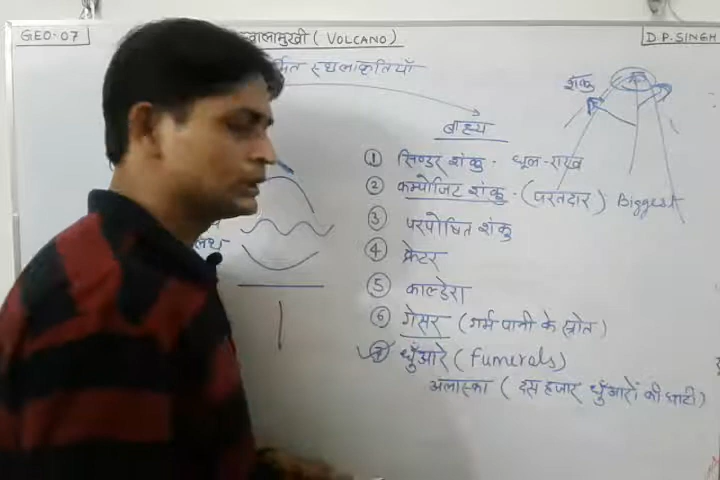 GEO-07
ज्वालामुखी (VOLCANO)
D.P. SINGH
स्थलाकृतियाँ
शंकु
बाह्य
① सिण्डर शंकु - धूल-राख
② कम्पोजिट शंकु - (परतदार) Biggest
③ परपोषित शंकु
④ क्रेटर
⑤ काल्डेरा
⑥ गेसर (गर्म पानी के स्रोत)
⑦ धुँआरे (fumerols)
अलास्का (दस हजार धुँआरों की घाटी)